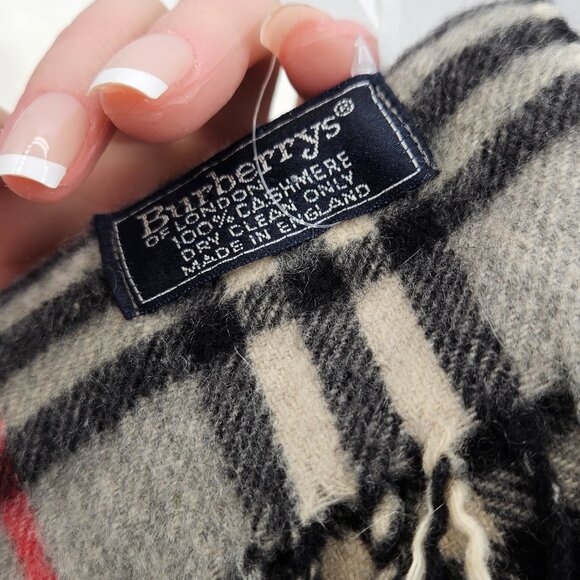 Burberrys®
OF LONDON
100% CASHMERE
DRY CLEAN ONLY
MADE IN ENGLAND